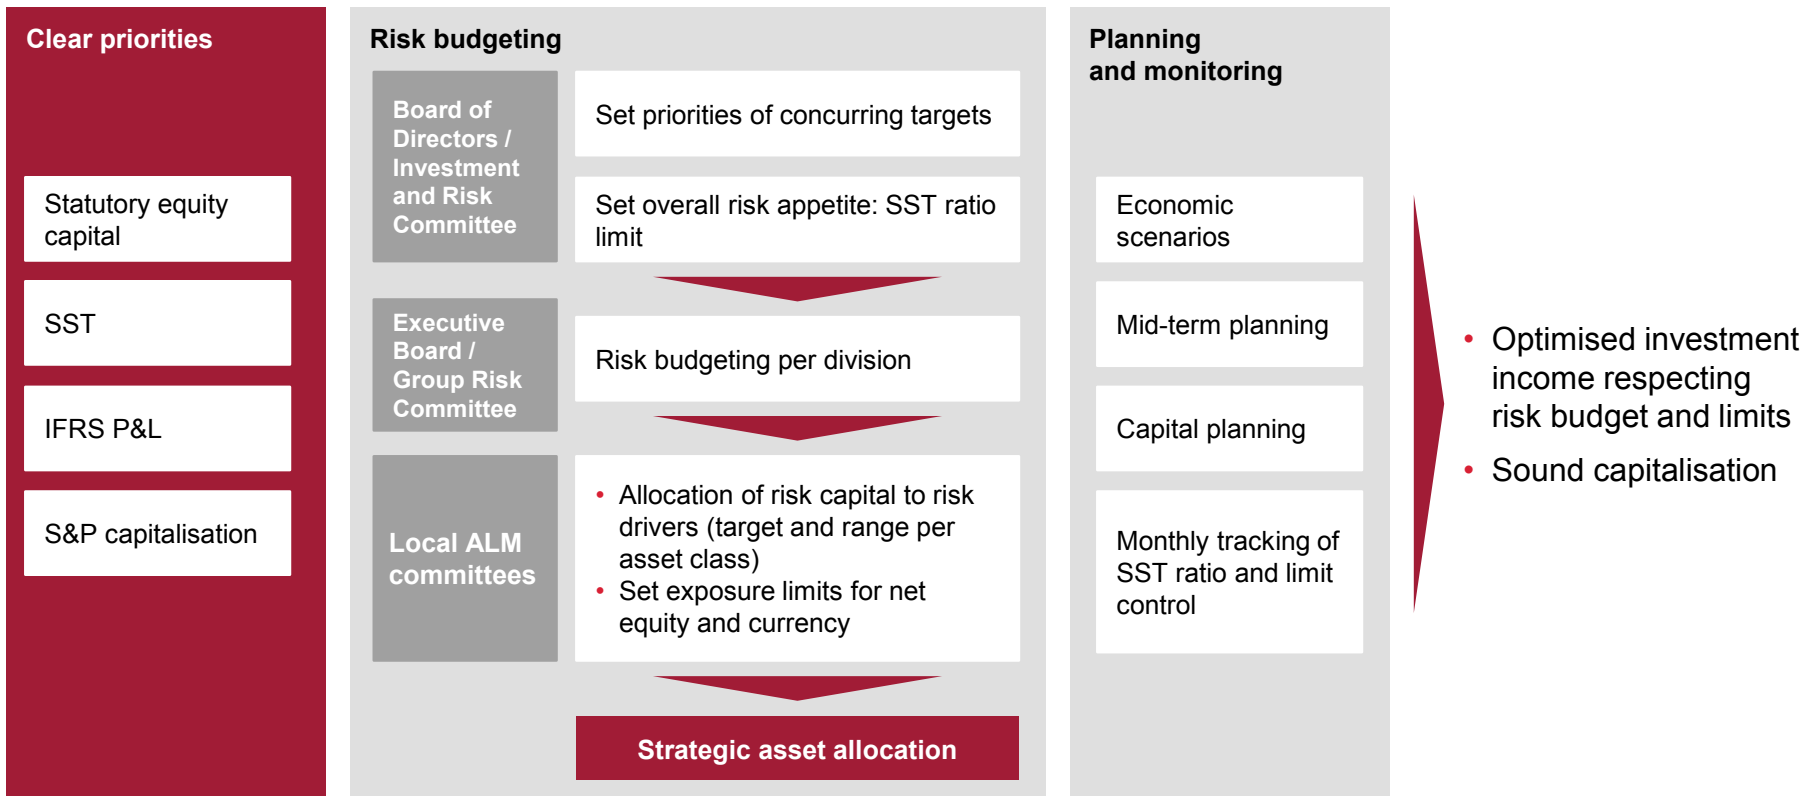 Clear priorities
Statutory equity
capital
SST
IFRS P&L
S&P capitalisation
Risk budgeting
Board of
Directors /
Investment
and Risk
Committee
Set priorities of concurring targets
Set overall risk appetite: SST ratio
limit
Executive
Board /
Group Risk
Committee
Risk budgeting per division
Local ALM
committees
• Allocation of risk capital to risk
drivers (target and range per
asset class)
• Set exposure limits for net
equity and currency
Strategic asset allocation
Planning
and monitoring
Economic
scenarios
Mid-term planning
Capital planning
Monthly tracking of
SST ratio and limit
control
• Optimised investment
income respecting
risk budget and limits
• Sound capitalisation